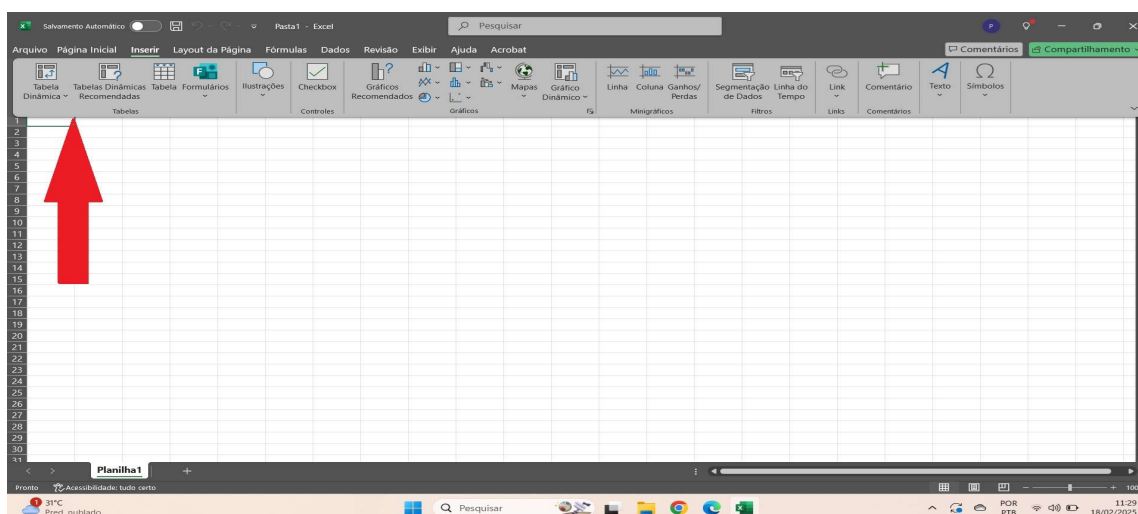 Salvamento Automático Pasta1 - Excel Pesquisar P
Arquivo Página Inicial Inserir Layout da Página Fórmulas Dados Revisão Exibir Ajuda Acrobat Comentários Compartilhamento
Tabela Dinâmica
Tabelas Dinâmicas Recomendadas
Tabela
Formulários
Ilustrações
Checkbox
Gráficos Recomendados
Mapas
Gráfico Dinâmico
Linha
Coluna
Ganhos/ Perdas
Segmentação de Dados
Linha do Tempo
Link
Comentário
Texto
Símbolos
Tabelas Controles Gráficos Minigráficos Filtros Links Comentários
1
2
3
4
5
6
7
8
9
10
11
12
13
14
15
16
17
18
19
20
21
22
23
24
25
26
27
28
29
30
31
Planilha1
Pronto Acessibilidade: tudo certo 100
1 31°C Pesquisar POR 11:29
Pred. nublado PTB 18/02/2025